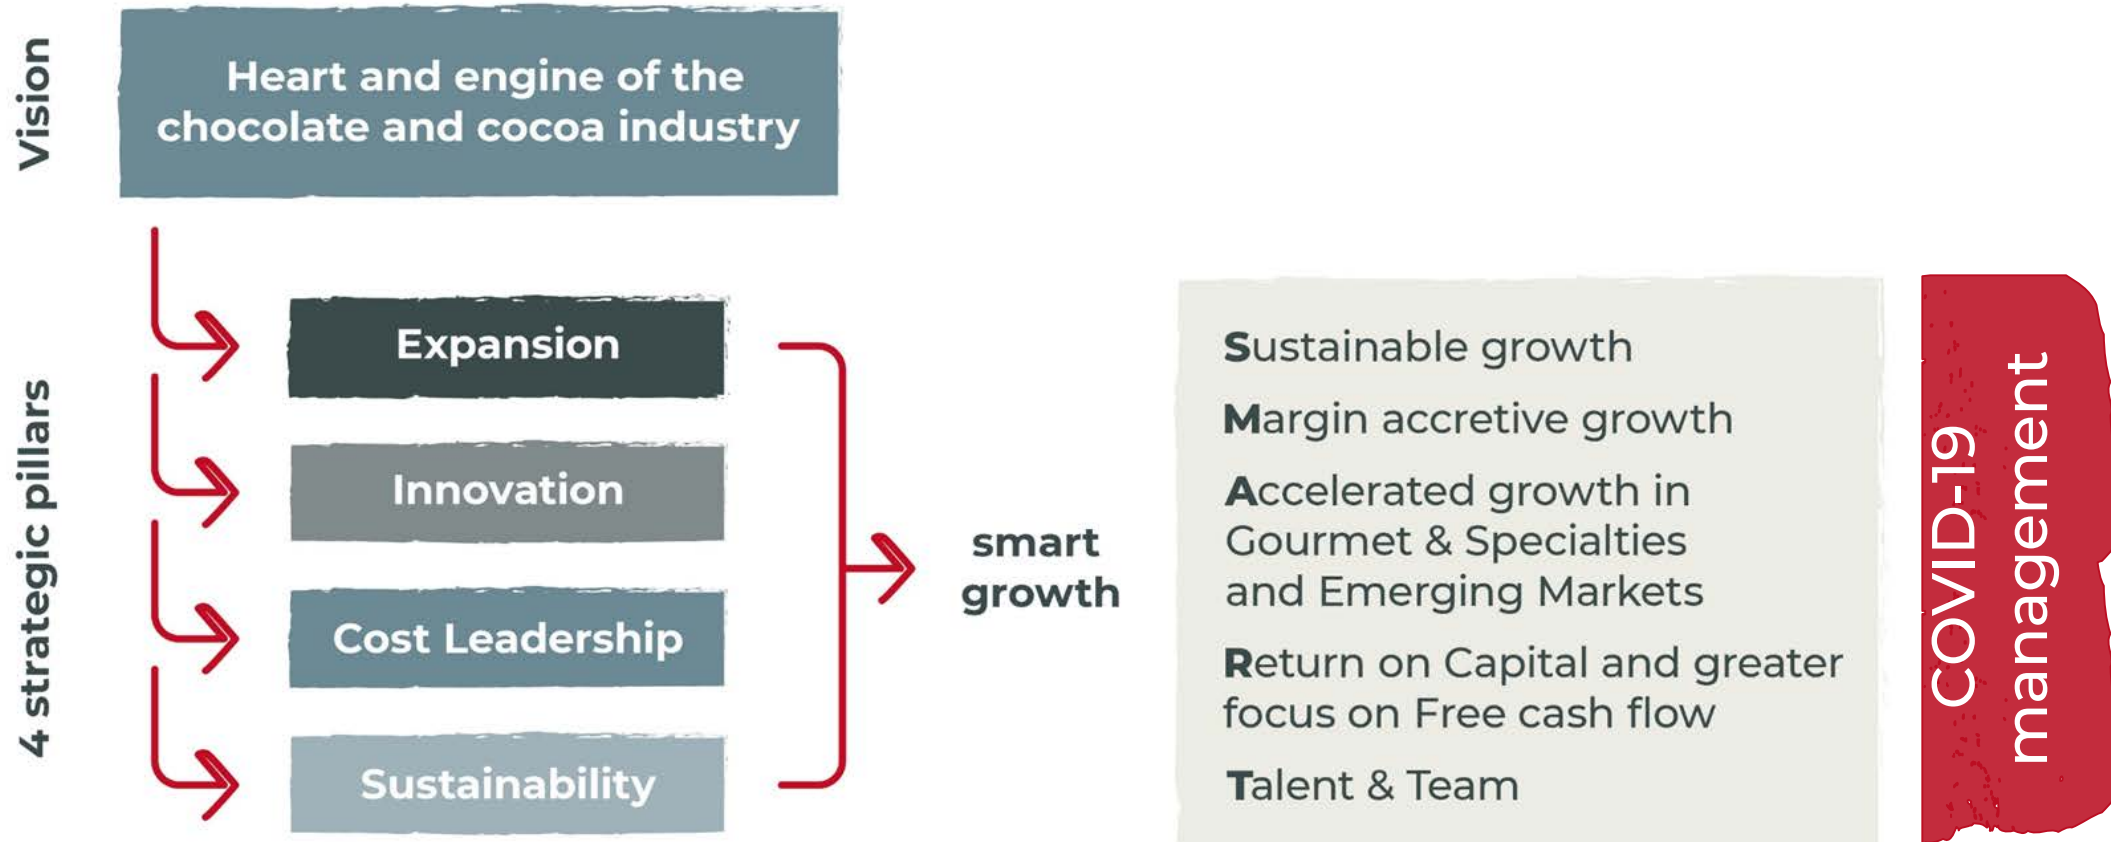 Vision
Heart and engine of the
chocolate and cocoa industry
4 strategic pillars
Expansion
Innovation
Cost Leadership
Sustainability
smart
growth
Sustainable growth
Margin accretive growth
Accelerated growth in
Gourmet & Specialties
and Emerging Markets
Return on Capital and greater
focus on Free cash flow
Talent & Team
COVID-19
management